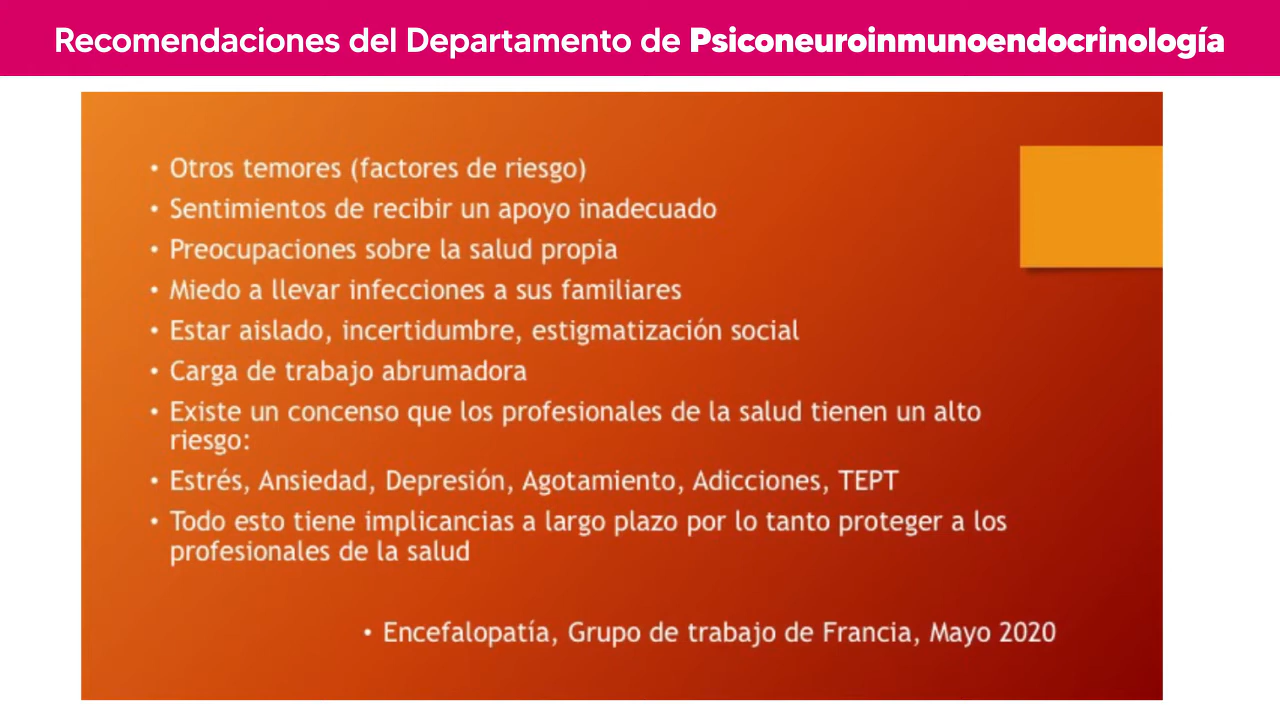 Recomendaciones del Departamento de Psiconeuroinmunoendocrinología
• Otros temores (factores de riesgo)
• Sentimientos de recibir un apoyo inadecuado
• Preocupaciones sobre la salud propia
• Miedo a llevar infecciones a sus familiares
• Estar aislado, incertidumbre, estigmatización social
• Carga de trabajo abrumadora
• Existe un concenso que los profesionales de la salud tienen un alto
riesgo:
• Estrés, Ansiedad, Depresión, Agotamiento, Adicciones, TEPT
• Todo esto tiene implicancias a largo plazo por lo tanto proteger a los
profesionales de la salud
• Encefalopatía, Grupo de trabajo de Francia, Mayo 2020